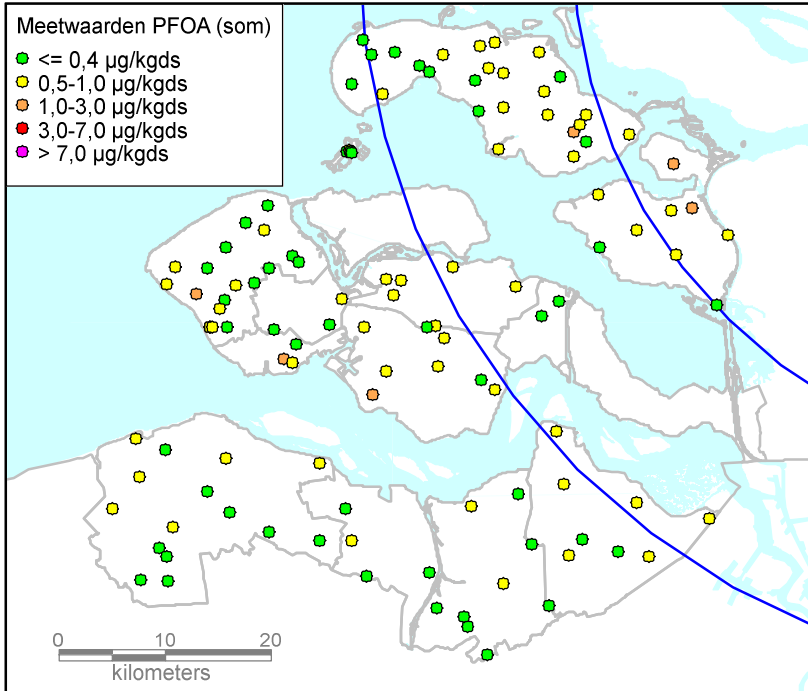 Meetwaarden PFOA (som)
<= 0,4 µg/kgds
0,5-1,0 µg/kgds
1,0-3,0 µg/kgds
3,0-7,0 µg/kgds
> 7,0 µg/kgds
0 10 20
kilometers